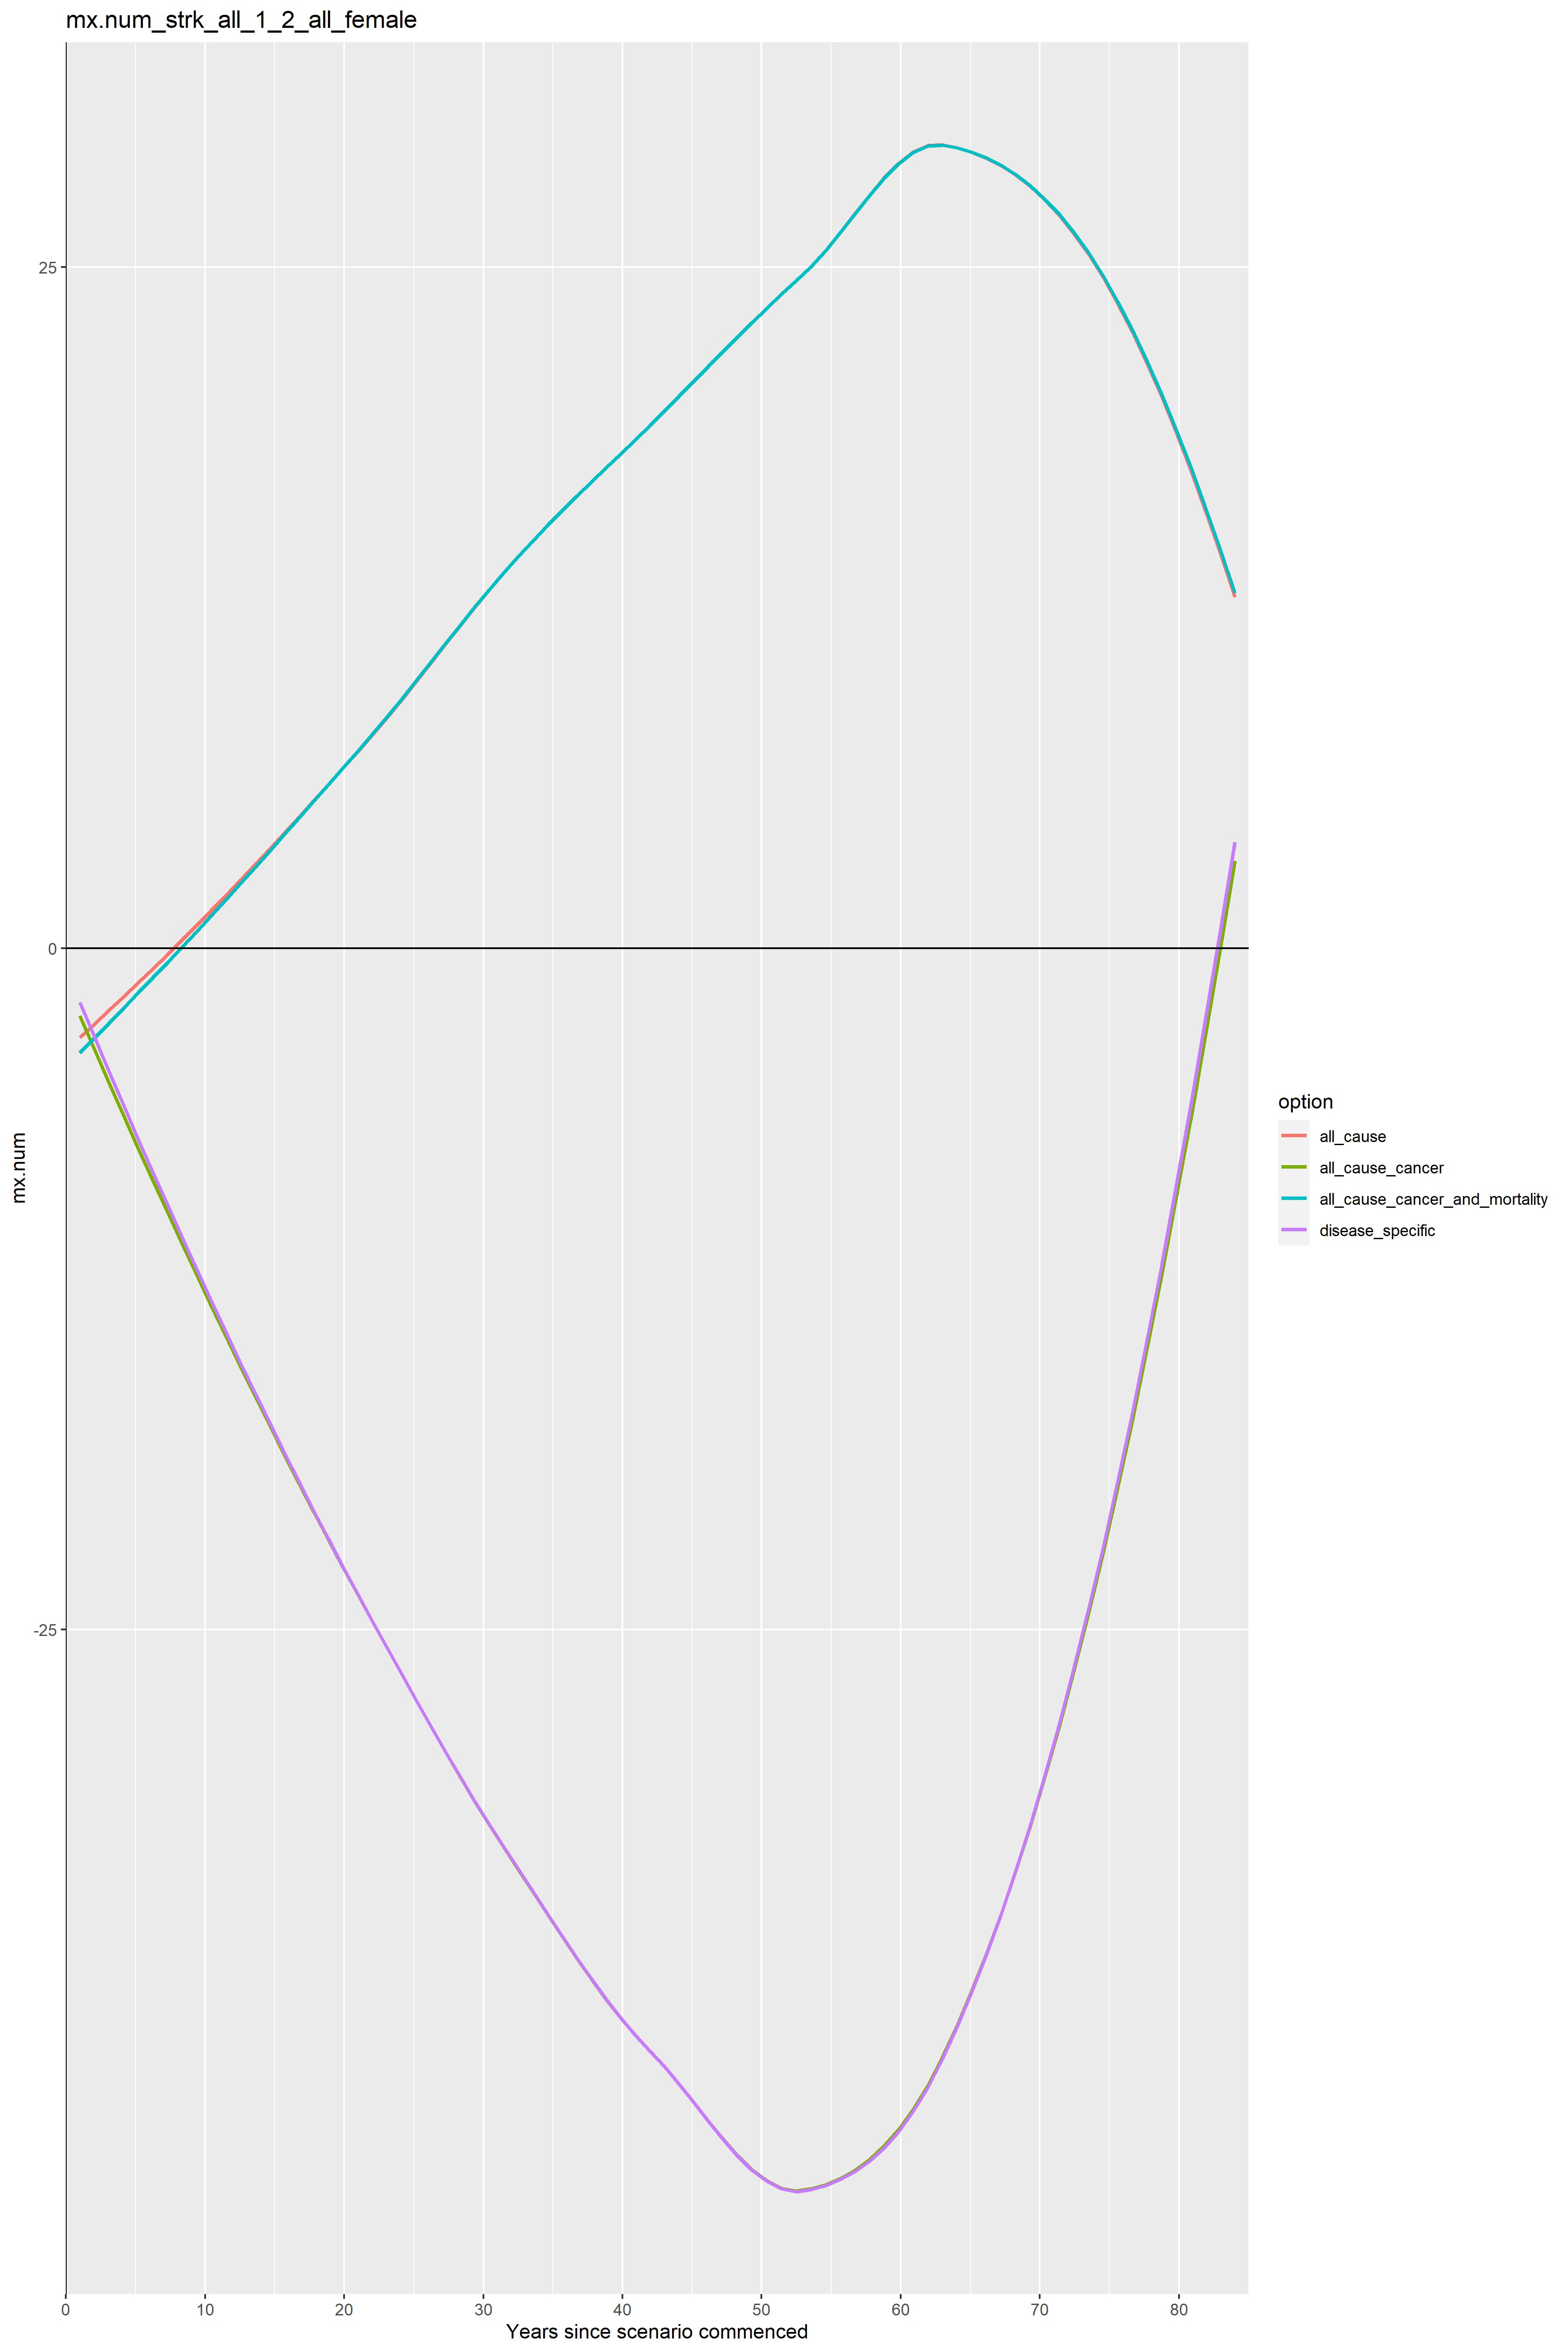 mx.num_strk_all_1_2_all_female
25
0
-25
mx.num
0 10 20 30 40 50 60 70 80
Years since scenario commenced
option
all_cause
all_cause_cancer
all_cause_cancer_and_mortality
disease_specific